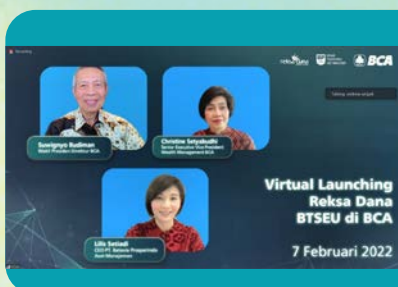 BCA
Suwignyo Budiman
Wakil Presiden Direktur BCA
Christine Setyabudhi
Senior Executive Vice President
Wealth Management BCA
Lilis Setiadi
CEO PT. Batavia Prosperindo
Aset Manajemen
Virtual Launching
Reksa Dana
BTSEU di BCA
7 Februari 2022